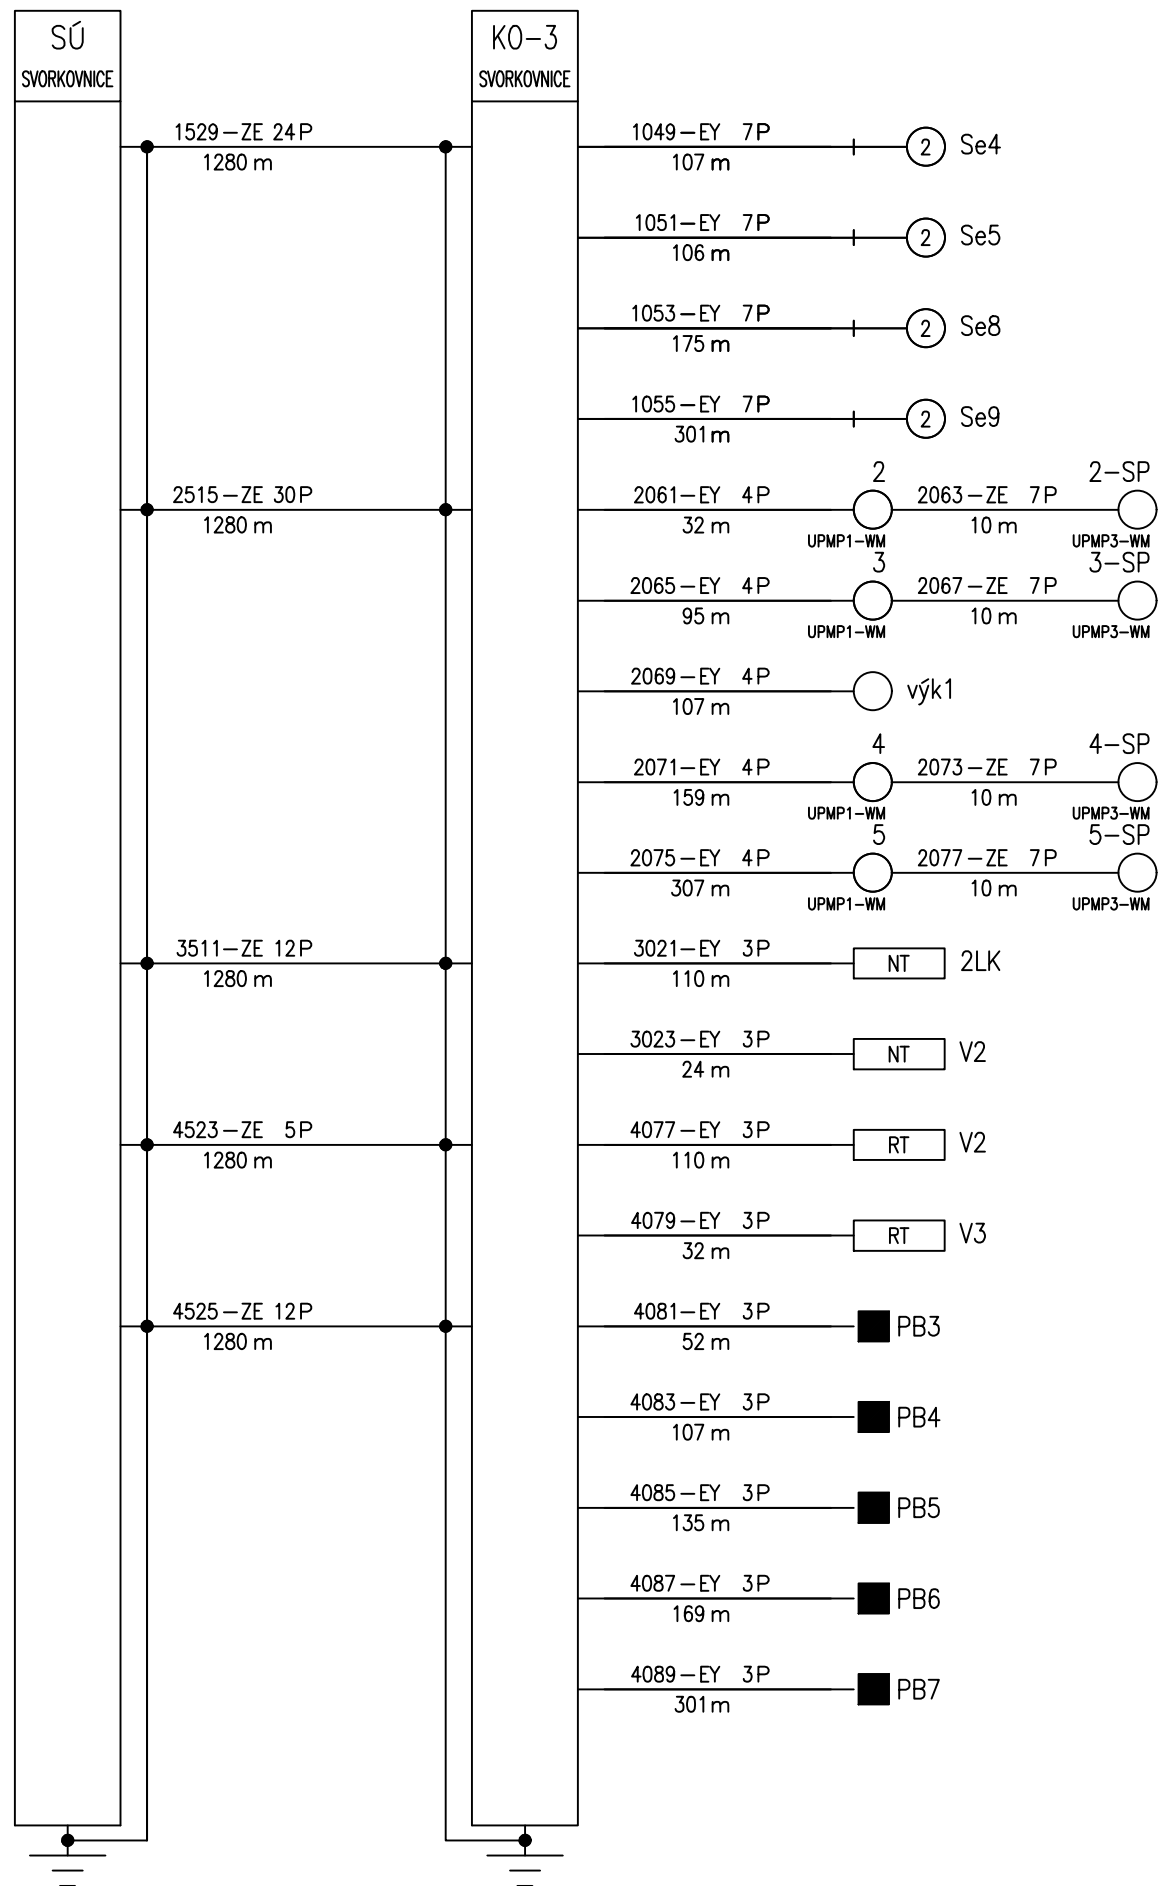 SÚ
SVORKOVNICE
KO-3
SVORKOVNICE
1529-ZE 24P
1280 m
1049-EY 7P
107 m
2
Se4
1051-EY 7P
106 m
2
Se5
1053-EY 7P
175 m
2
Se8
1055-EY 7P
301 m
2
Se9
2515-ZE 30P
1280 m
2061-EY 4P
32 m
2
UPMP1-WM
2063-ZE 7P
10 m
2-SP
UPMP3-WM
2065-EY 4P
95 m
3
UPMP1-WM
2067-ZE 7P
10 m
3-SP
UPMP3-WM
2069-EY 4P
107 m
výk1
2071-EY 4P
159 m
4
UPMP1-WM
2073-ZE 7P
10 m
4-SP
UPMP3-WM
2075-EY 4P
307 m
5
UPMP1-WM
2077-ZE 7P
10 m
5-SP
UPMP3-WM
3511-ZE 12P
1280 m
3021-EY 3P
110 m
NT
2LK
3023-EY 3P
24 m
NT
V2
4523-ZE 5P
1280 m
4077-EY 3P
110 m
RT
V2
4079-EY 3P
32 m
RT
V3
4525-ZE 12P
1280 m
4081-EY 3P
52 m
PB3
4083-EY 3P
107 m
PB4
4085-EY 3P
135 m
PB5
4087-EY 3P
169 m
PB6
4089-EY 3P
301 m
PB7